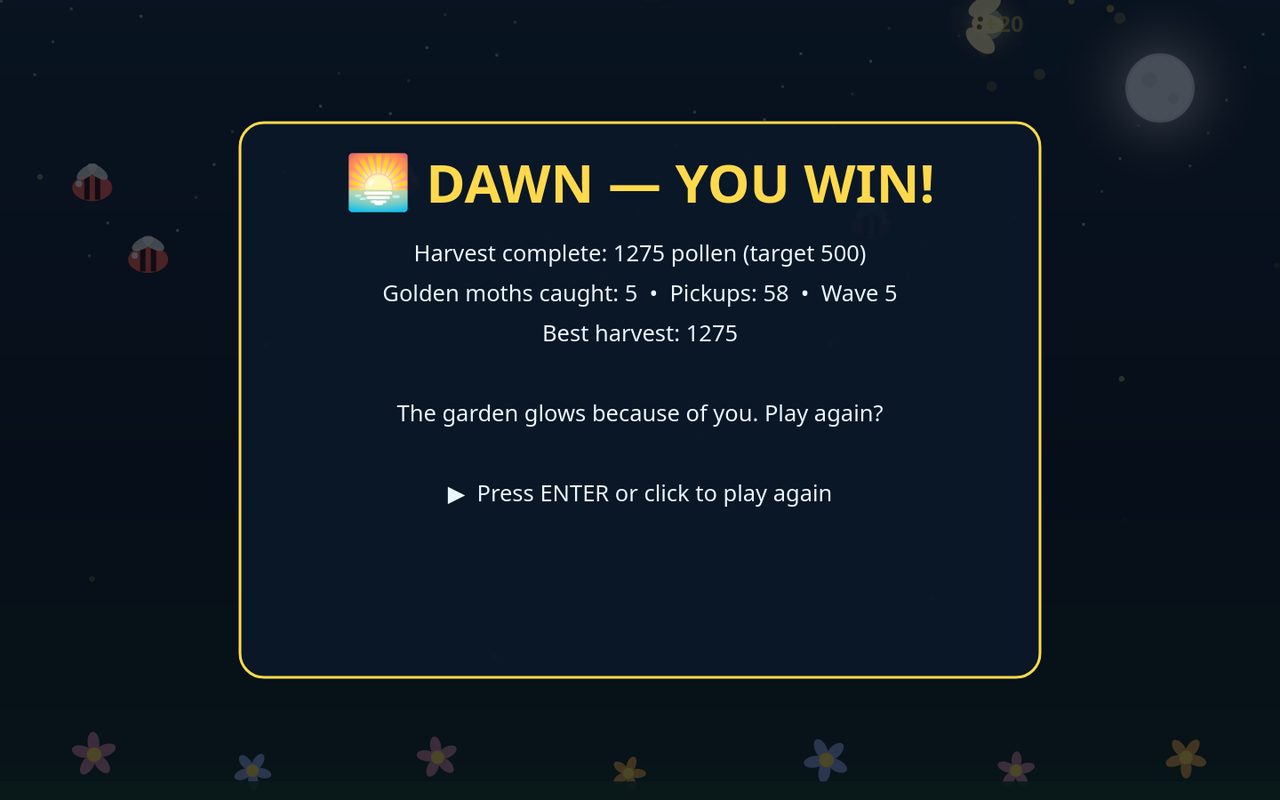 DAWN — YOU WIN!
Harvest complete: 1275 pollen (target 500)
Golden moths caught: 5 • Pickups: 58 • Wave 5
Best harvest: 1275
The garden glows because of you. Play again?
▶ Press ENTER or click to play again